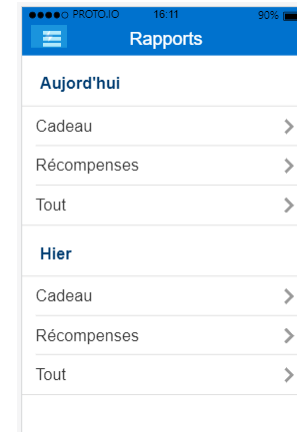 PROTO.IO 16:11 90%
Rapports
Aujord'hui
Cadeau
Récompenses
Tout
Hier
Cadeau
Récompenses
Tout